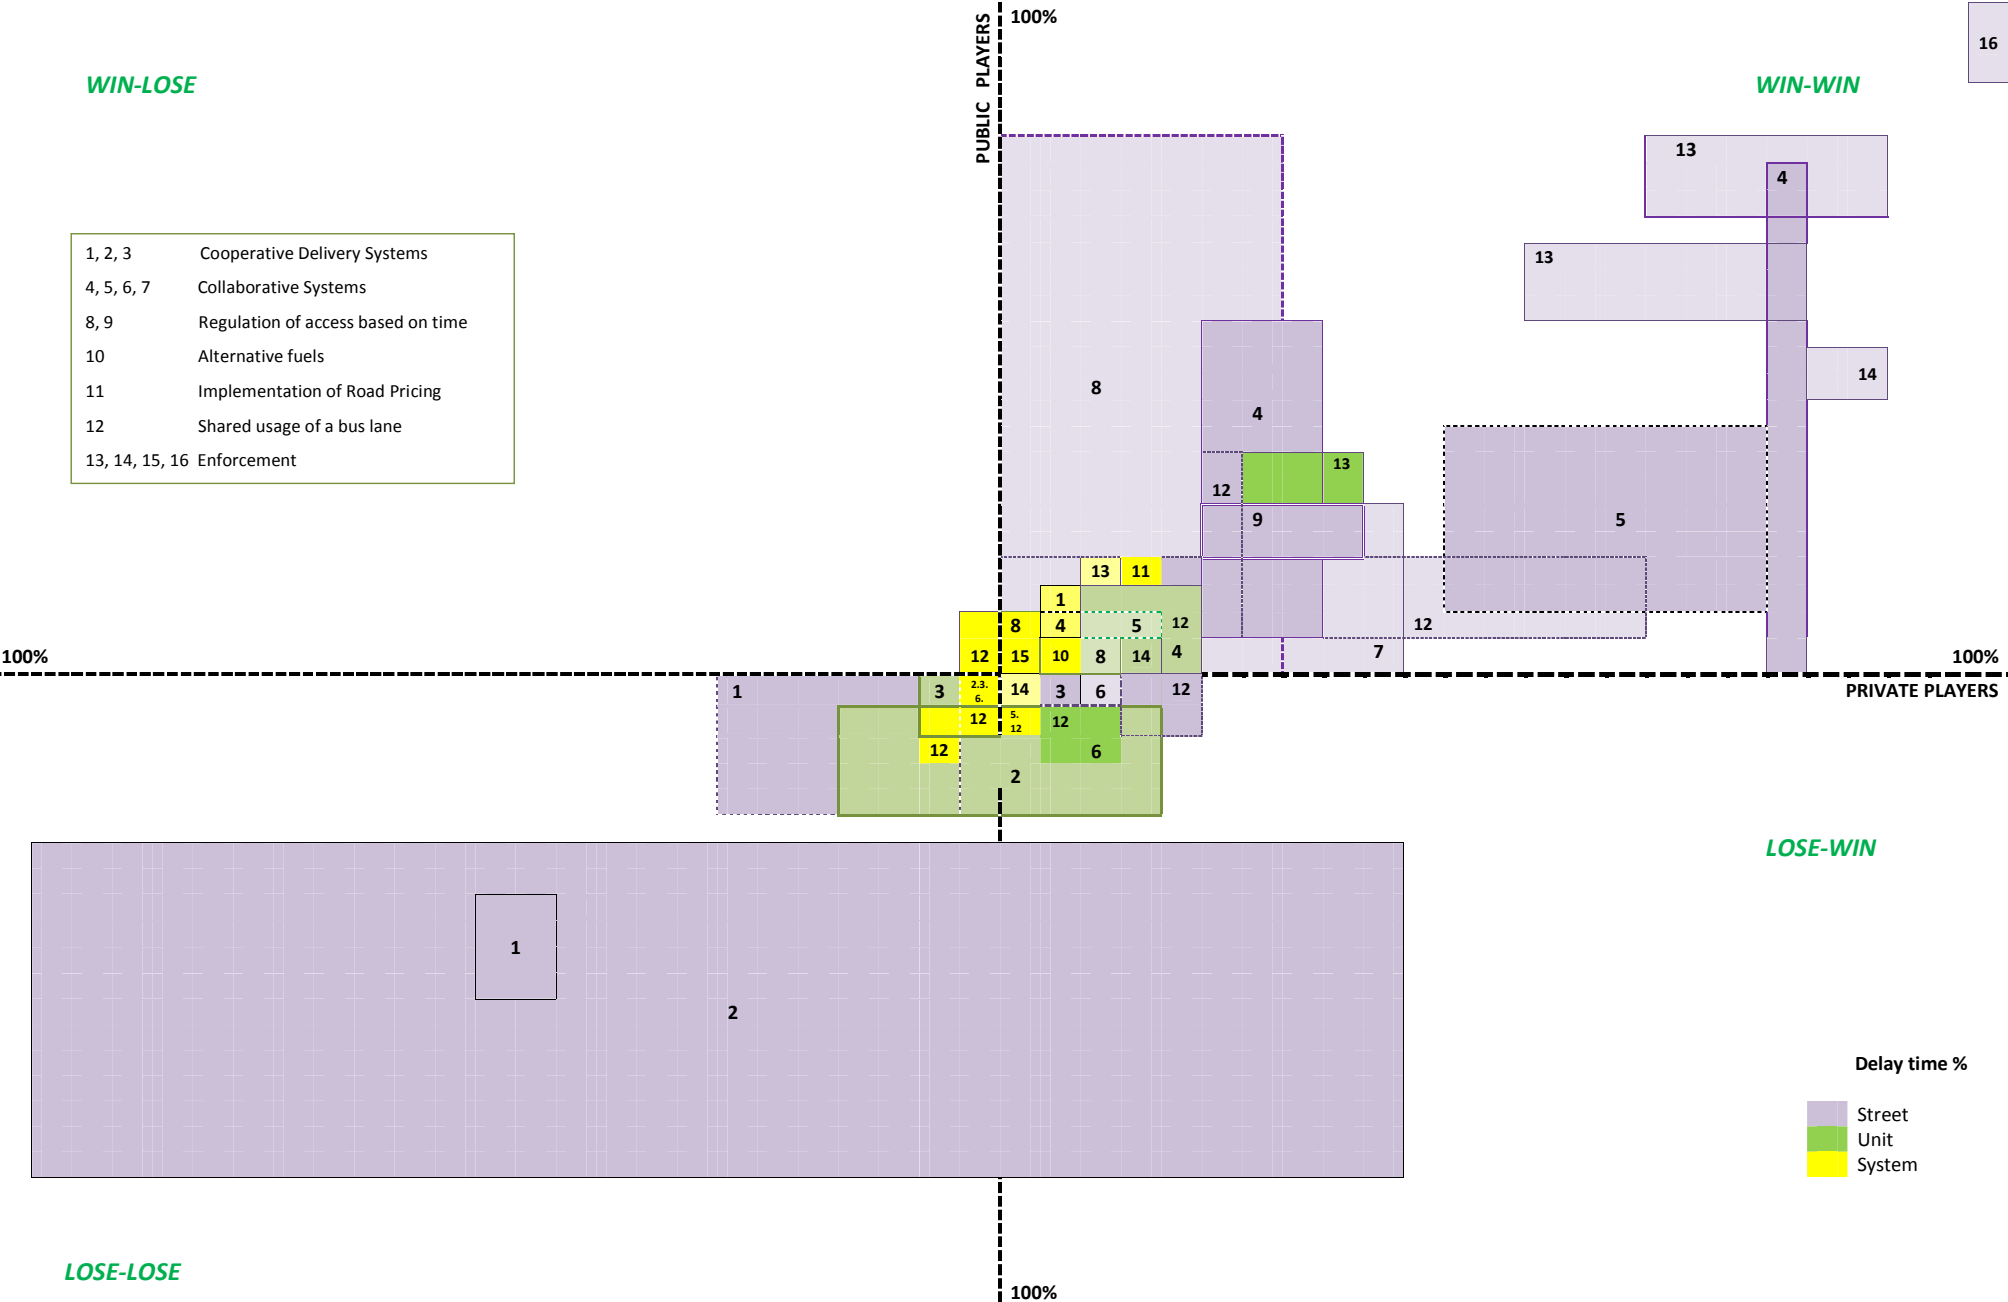 100%
PUBLIC PLAYERS
16
WIN-LOSE
WIN-WIN
13
4
1, 2, 3 Cooperative Delivery Systems
4, 5, 6, 7 Collaborative Systems
8, 9 Regulation of access based on time
10 Alternative fuels
11 Implementation of Road Pricing
12 Shared usage of a bus lane
13, 14, 15, 16 Enforcement
13
14
8
4
13
12
9
5
13 11
1
8 4 5 12 12
100% 12 15 10 8 14 4 7 100%
1 3 2.3. 14 3 6 12 PRIVATE PLAYERS
6.
12 5. 12
12
12 6
2
LOSE-WIN
1
2
Delay time %
Street
Unit
System
LOSE-LOSE
100%